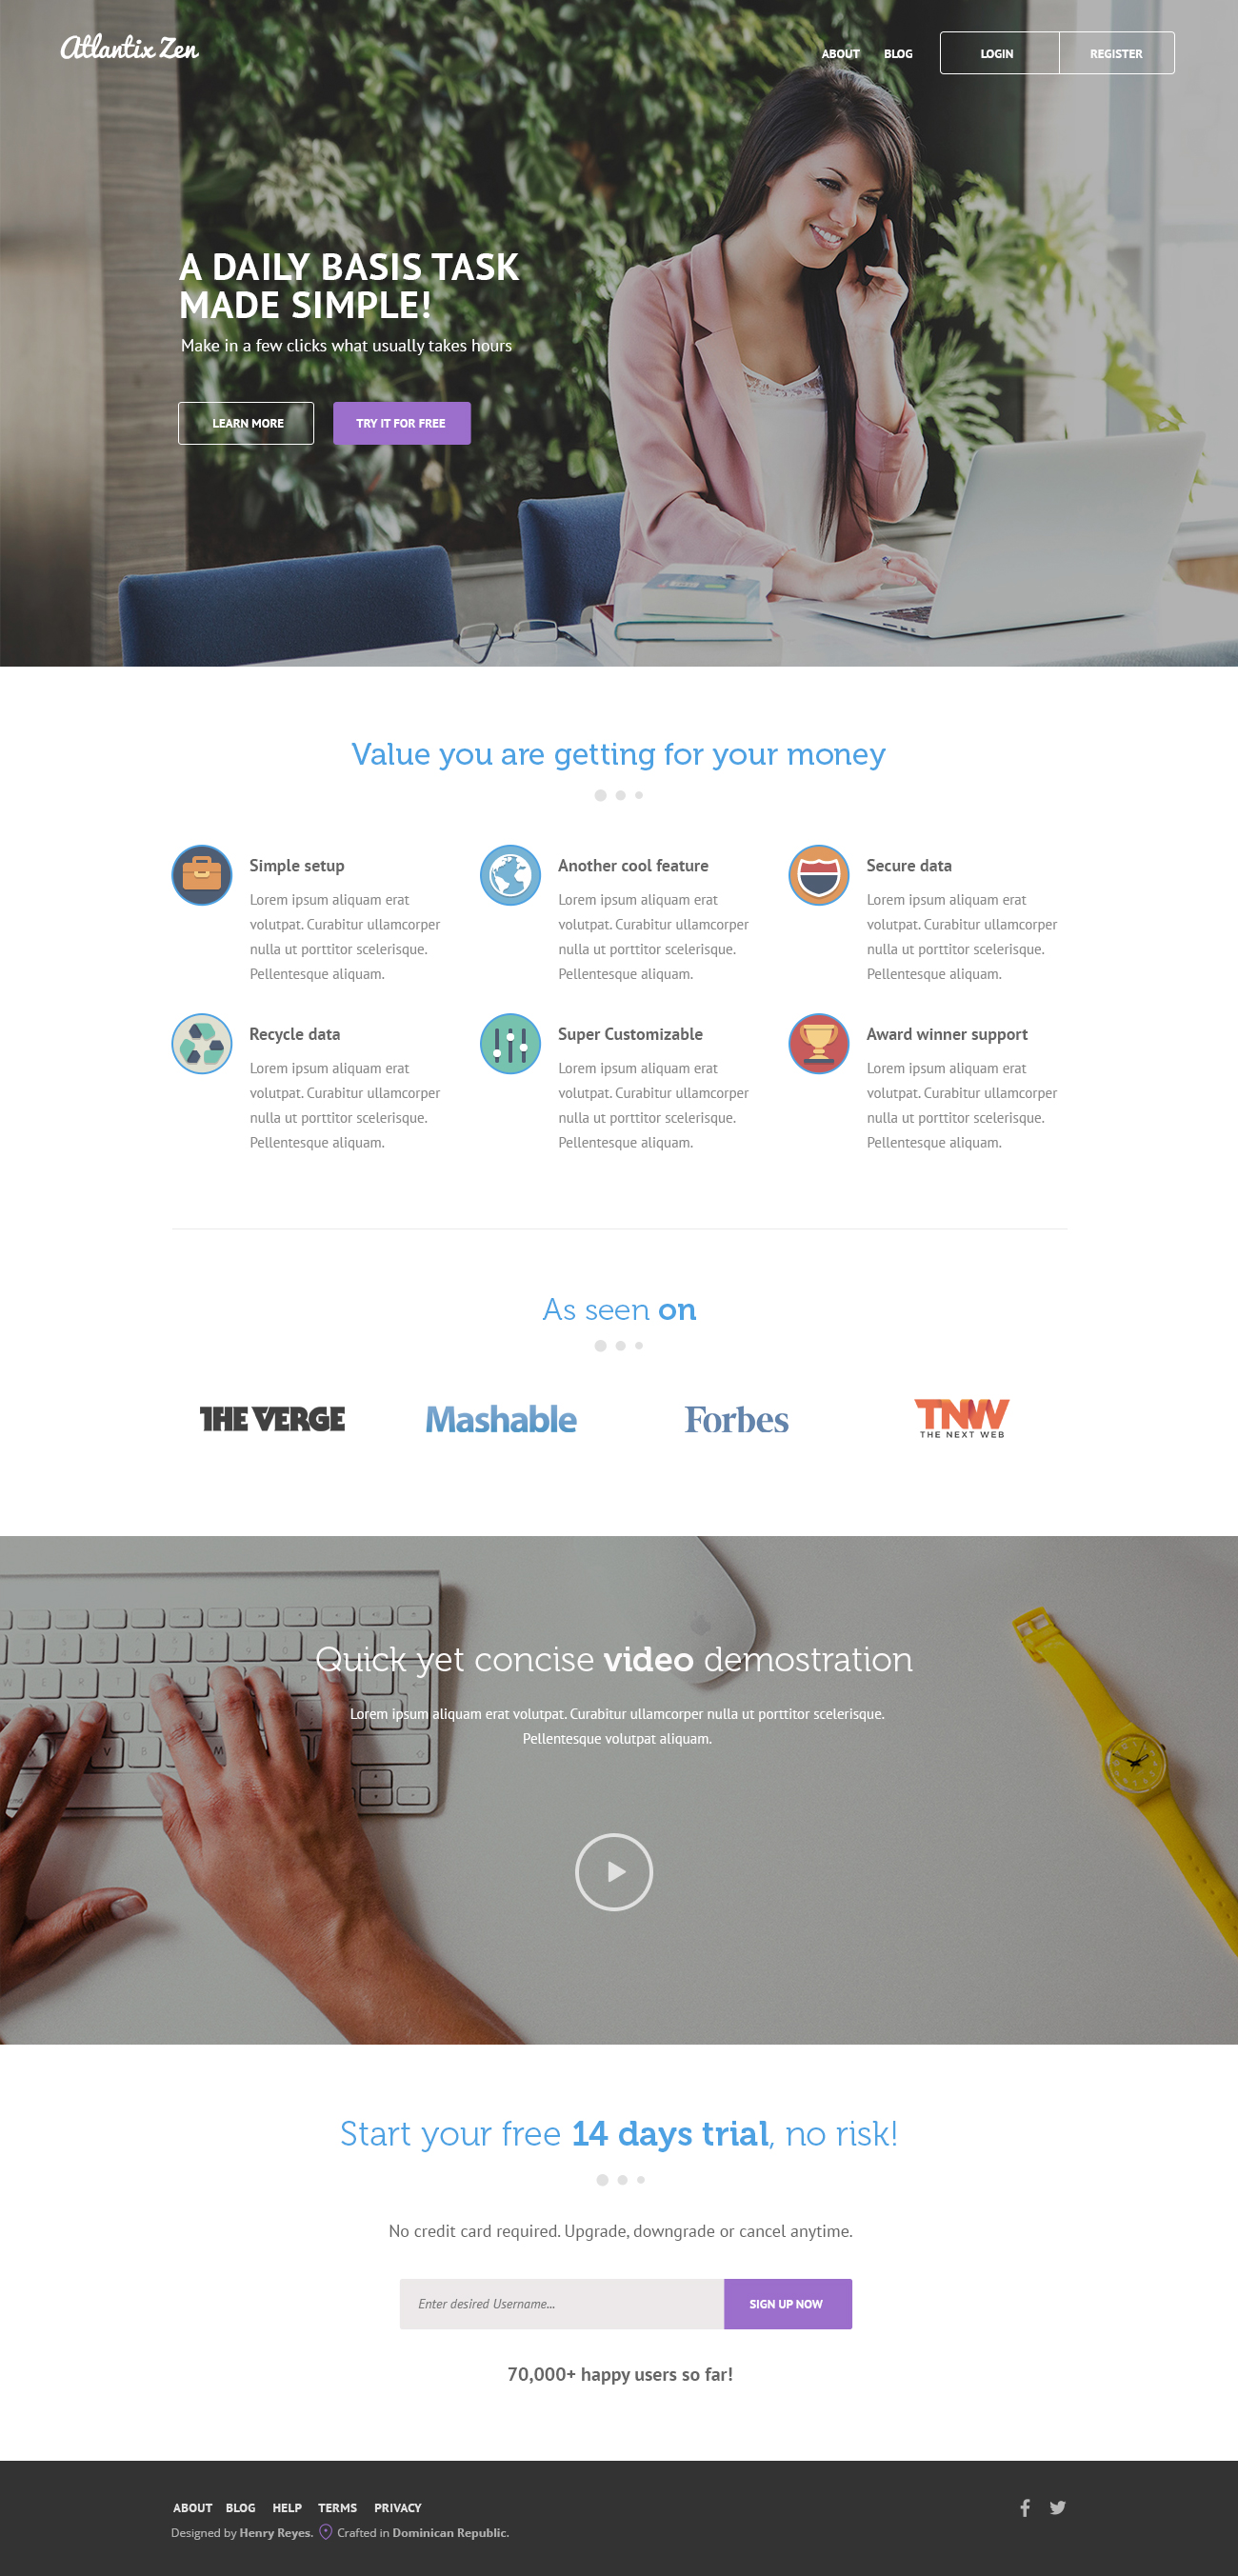 Atlantix Zen
ABOUT BLOG LOGIN REGISTER
A DAILY BASIS TASK
MADE SIMPLE!
Make in a few clicks what usually takes hours
LEARN MORE TRY IT FOR FREE
Value you are getting for your money
Simple setup
Lorem ipsum aliquam erat
volutpat. Curabitur ullamcorper
nulla ut porttitor scelerisque.
Pellentesque aliquam.
Another cool feature
Lorem ipsum aliquam erat
volutpat. Curabitur ullamcorper
nulla ut porttitor scelerisque.
Pellentesque aliquam.
Secure data
Lorem ipsum aliquam erat
volutpat. Curabitur ullamcorper
nulla ut porttitor scelerisque.
Pellentesque aliquam.
Recycle data
Lorem ipsum aliquam erat
volutpat. Curabitur ullamcorper
nulla ut porttitor scelerisque.
Pellentesque aliquam.
Super Customizable
Lorem ipsum aliquam erat
volutpat. Curabitur ullamcorper
nulla ut porttitor scelerisque.
Pellentesque aliquam.
Award winner support
Lorem ipsum aliquam erat
volutpat. Curabitur ullamcorper
nulla ut porttitor scelerisque.
Pellentesque aliquam.
As seen on
THE VERGE
Mashable
Forbes
TNW
THE NEXT WEB
Quick yet concise video demostration
Lorem ipsum aliquam erat volutpat. Curabitur ullamcorper nulla ut porttitor scelerisque.
Pellentesque volutpat aliquam.
Start your free 14 days trial, no risk!
No credit card required. Upgrade, downgrade or cancel anytime.
Enter desired Username... SIGN UP NOW
70,000+ happy users so far!
ABOUT BLOG HELP TERMS PRIVACY
Designed by Henry Reyes. Crafted in Dominican Republic.